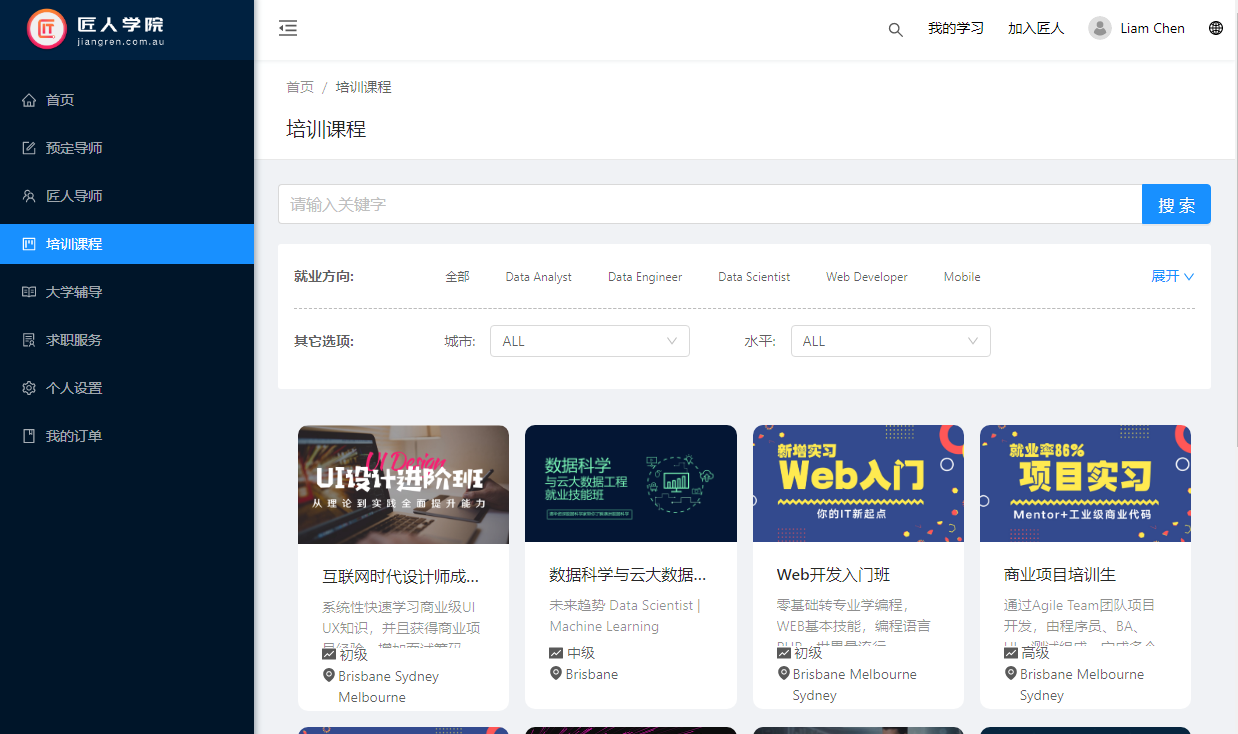 匠人学院
jiangren.com.au
我的学习
加入匠人
Liam Chen
首页
预定导师
匠人导师
培训课程
大学辅导
求职服务
个人设置
我的订单
首页 / 培训课程
培训课程
请输入关键字
搜 索
就业方向:
全部
Data Analyst
Data Engineer
Data Scientist
Web Developer
Mobile
展开
其它选项:
城市:
ALL
水平:
ALL
UI Design
UI设计进阶班
从理论到实践全面提升能力
互联网时代设计师成...
系统性快速学习商业级UI
UX知识，并且获得商业项
初级
Brisbane Sydney
Melbourne
数据科学
与云大数据工程
就业技能班
数据科学与云大数据...
未来趋势 Data Scientist |
Machine Learning
中级
Brisbane
新增实习
Web入门
你的IT新起点
Web开发入门班
零基础转专业学编程，
WEB基本技能，编程语言
初级
Brisbane Melbourne
Sydney
就业率86%
项目实习
Mentor+工业级商业代码
商业项目培训生
通过Agile Team团队项目
开发，由程序员、BA、
高级
Brisbane Melbourne
Sydney